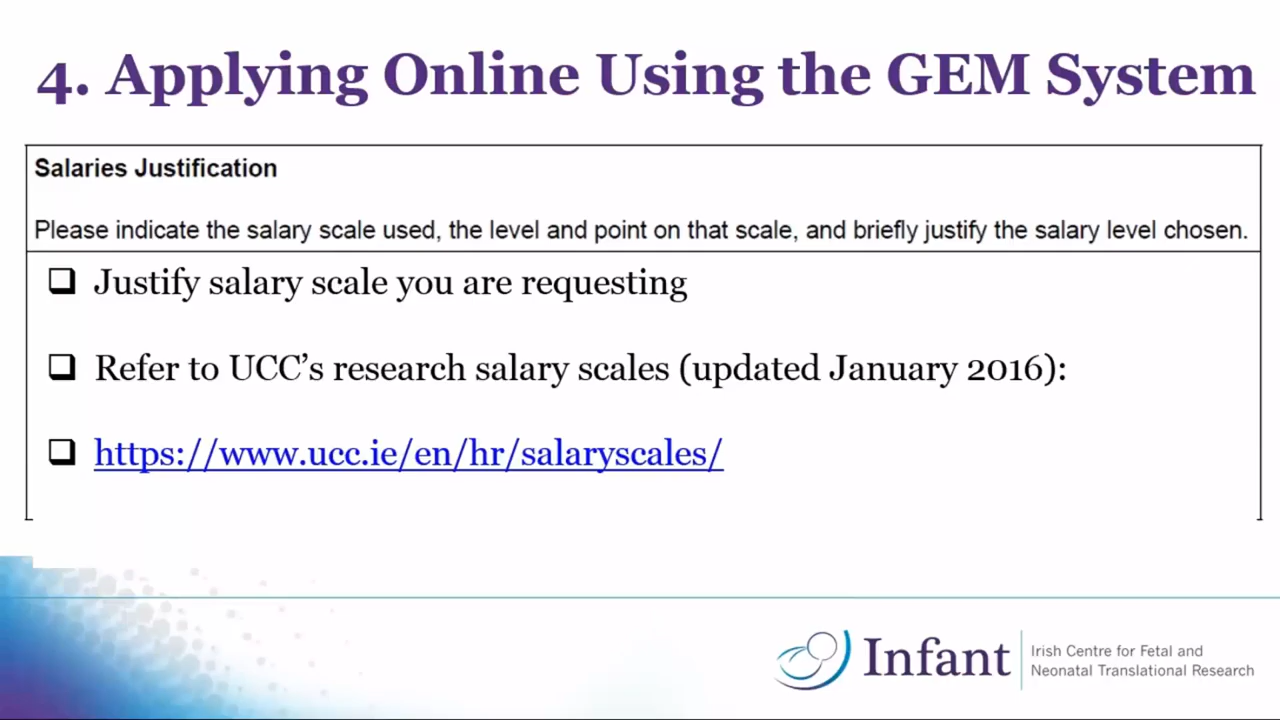 4. Applying Online Using the GEM System
Salaries Justification
Please indicate the salary scale used, the level and point on that scale, and briefly justify the salary level chosen.
❑ Justify salary scale you are requesting
❑ Refer to UCC’s research salary scales (updated January 2016):
❑ https://www.ucc.ie/en/hr/salaryscales/
Infant
Irish Centre for Fetal and
Neonatal Translational Research